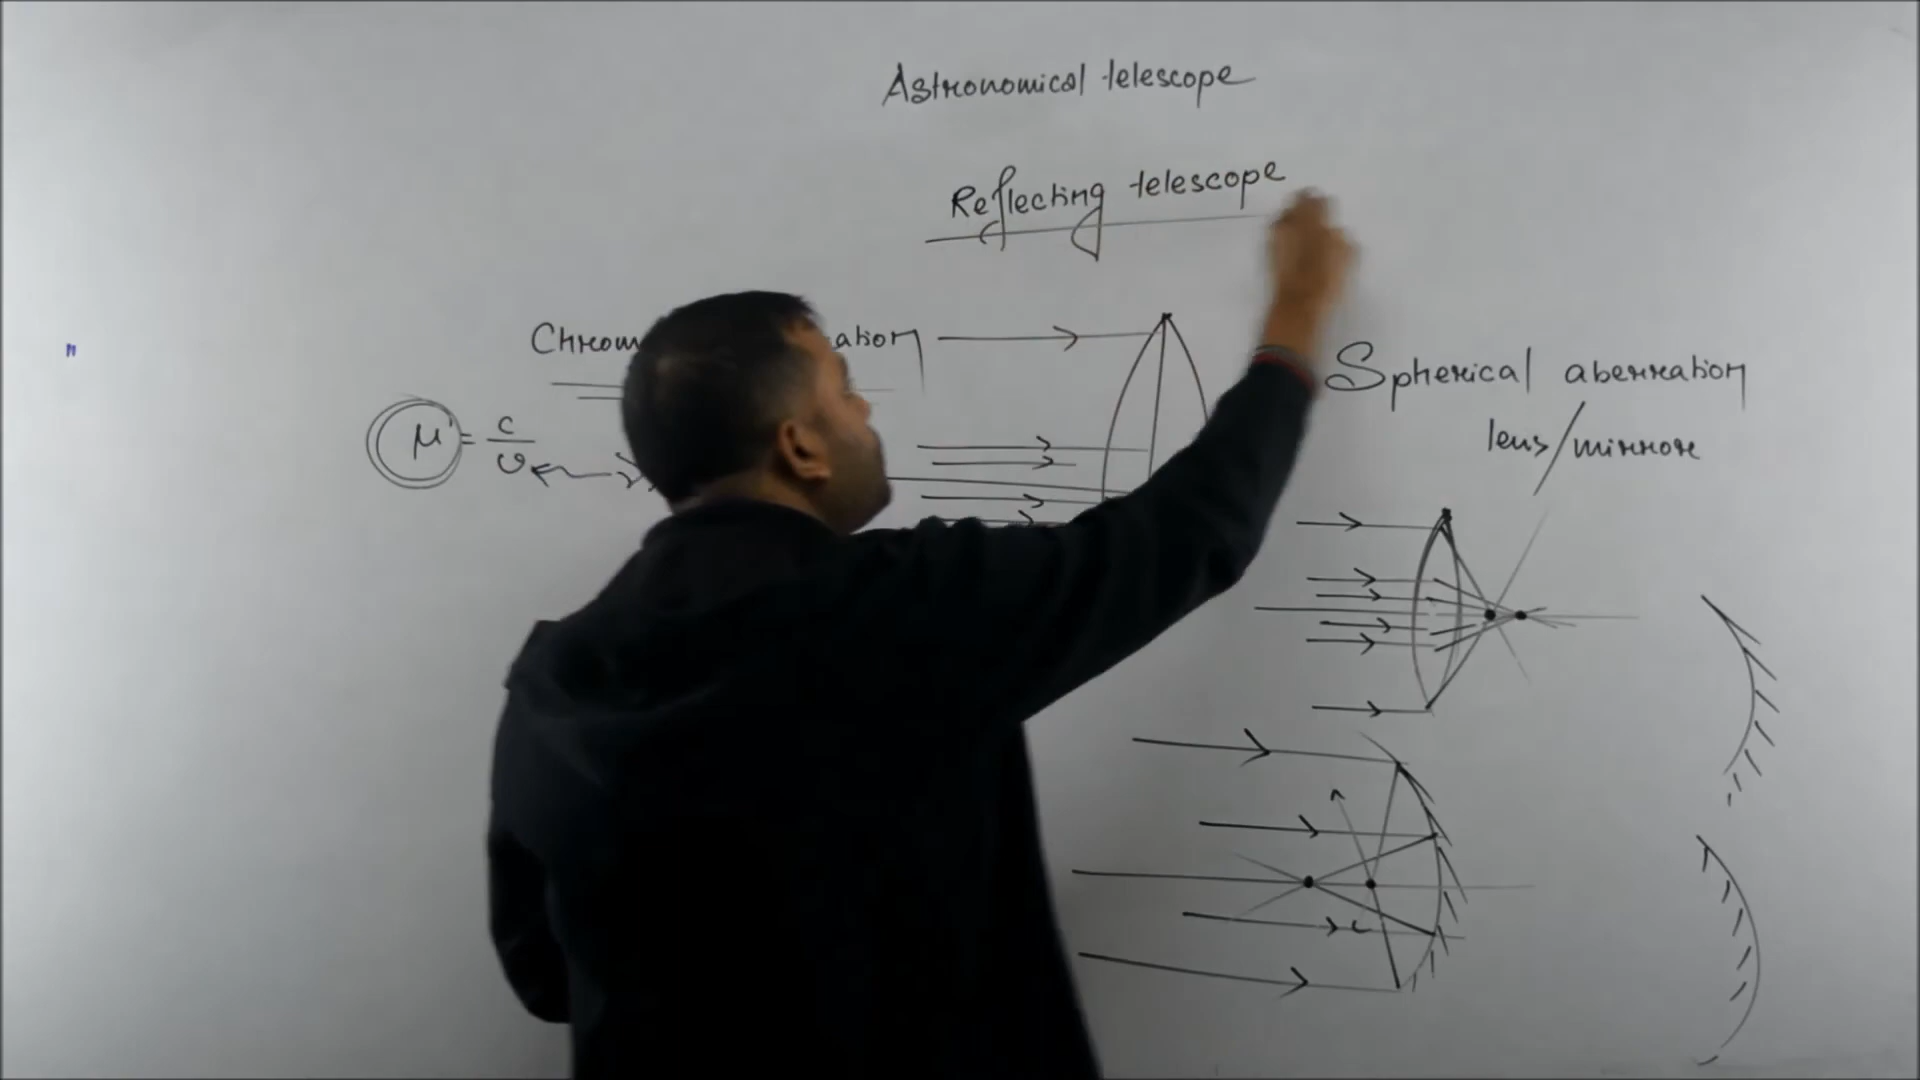 Astronomical telescope
Reflecting telescope
Spherical aberration
lens/mirror
μ = c/v